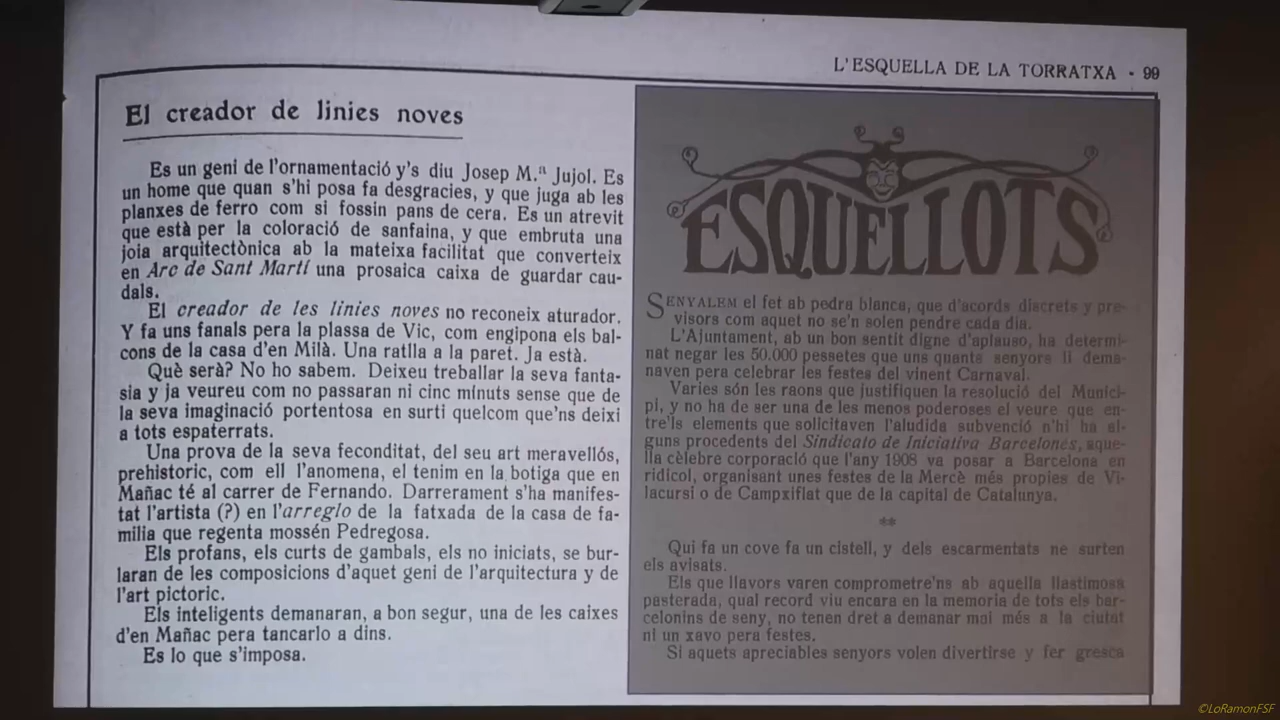 L'ESQUELLA DE LA TORRATXA - 99
El creador de linies noves
Es un geni de l'ornamentació y's diu Josep M.ª Jujol. Es
un home que quan s'hi posa fa desgracies, y que juga ab les
planxes de ferro com si fossin pans de cera. Es un atrevit
que està per la coloració de sanfaina, y que embruta una
joia arquitectònica ab la mateixa facilitat que converteix
en Arc de Sant Martí una prosaica caixa de guardar cau-
dals.
El creador de les linies noves no reconeix aturador.
Y fa uns fanals pera la plassa de Vic, com engipona els bal-
cons de la casa d'en Milà. Una ratlla a la paret. Ja està.
Què serà? No ho sabem. Deixeu treballar la seva fanta-
sia y ja veureu com no passaran ni cinc mínuts sense que de
la seva imaginació portentosa en surti quelcom que'ns deixi
a tots espaterrats.
Una prova de la seva feconditat, del seu art meravellós,
prehistoric, com ell l'anomena, el tenim en la botiga que en
Mañac té al carrer de Fernando. Darrerament s'ha manifes-
tat l'artista (?) en l'arreglo de la fatxada de la casa de fa-
milia que regenta mossén Pedregosa.
Els profans, els curts de gambals, els no iniciats, se bur-
laran de les composicions d'aquet geni de l'arquitectura y de
l'art pictoric.
Els inteligents demanaran, a bon segur, una de les caixes
d'en Mañac pera tancarlo a dins.
Es lo que s'imposa.
ESQUELLOTS
SENYALEM el fet ab pedra blanca, que d'acords discrets y pre-
visors com aquet no se'n solen pendre cada dia.
L'Ajuntament, ab un bon sentit digne d'aplauso, ha determi-
nat negar les 50.000 pessetes que uns quants senyors li dema-
naven pera celebrar les festes del vinent Carnaval.
Varies són les raons que justifiquen la resolució del Munici-
pi, y no ha de ser una de les menos poderoses el veure que en-
tre'ls elements que solicitaven l'aludida subvenció n'hi ha al-
guns procedents del Sindicato de Iniciativa Barcelonés, aque-
lla cèlebre corporació que l'any 1908 va posar a Barcelona en
ridicol, organisant unes festes de la Mercè més propies de Vi-
lacursi o de Campxiflat que de la capital de Catalunya.
**
Qui fa un cove fa un cistell, y dels escarmentats ne surten
els avisats.
Els que llavors varen comprometre'ns ab aquella llastimosa
pasterada, qual record viu encara en la memoria de tots els bar-
celonins de seny, no tenen dret a demanar mai més a la ciutat
ni un xavo pera festes.
Si aquets apreciables senyors volen divertirse y fer gresca
©LoRamonFSF